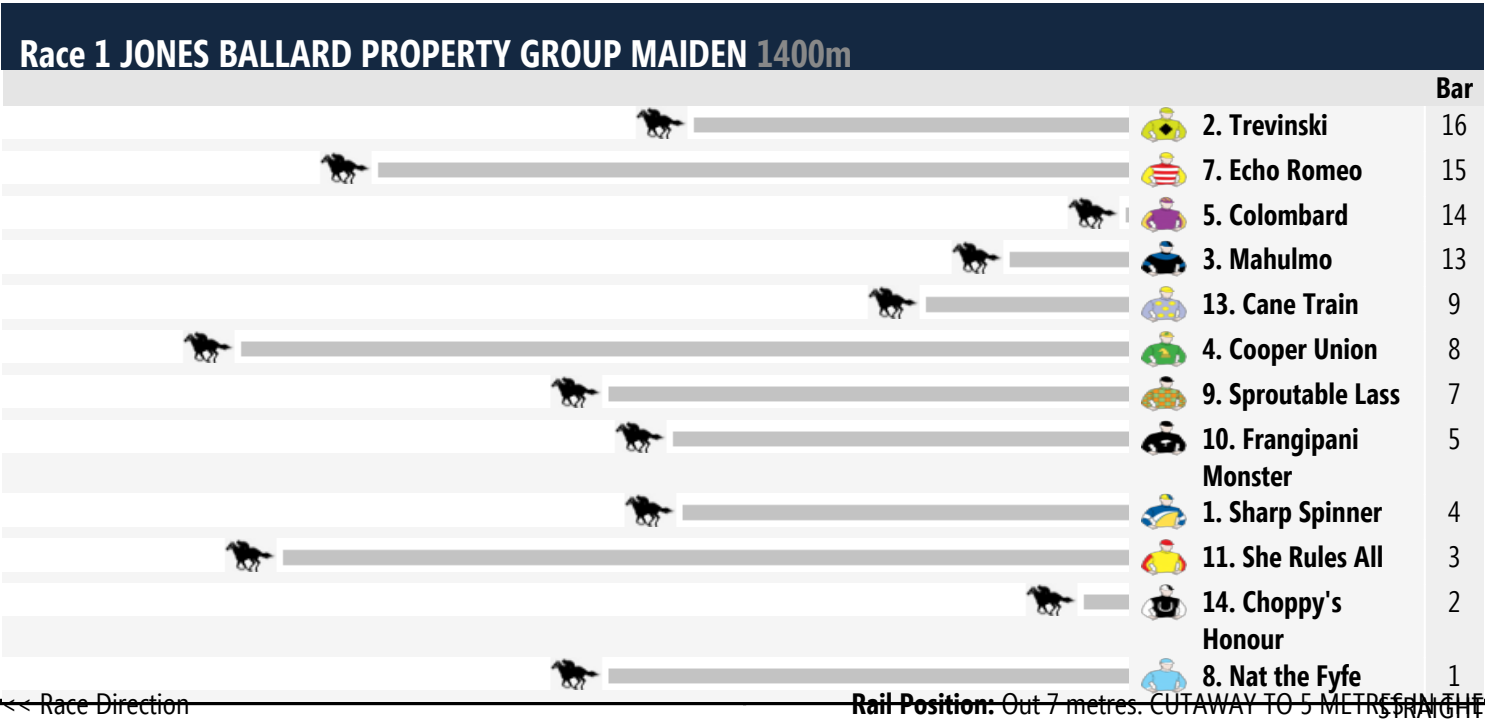 Race 1 JONES BALLARD PROPERTY GROUP MAIDEN 1400m
Bar
2. Trevinski 16
7. Echo Romeo 15
5. Colombard 14
3. Mahulmo 13
13. Cane Train 9
4. Cooper Union 8
9. Sproutable Lass 7
10. Frangipani 5
Monster
1. Sharp Spinner 4
11. She Rules All 3
14. Choppy's 2
Honour
8. Nat the Fyfe 1
<< Race Direction Rail Position: Out 7 metres. CUTAWAY TO 5 METRES IN THE
STRAIGHT